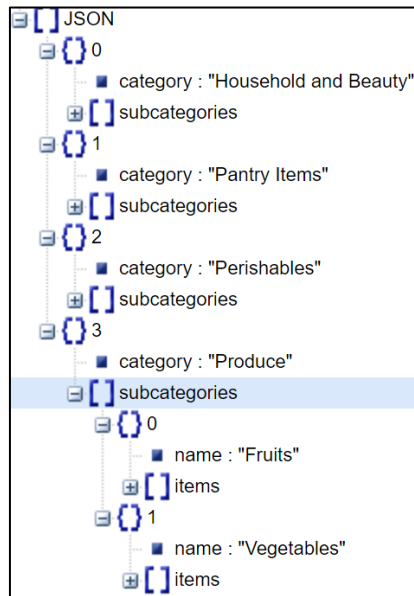 JSON
0
category : "Household and Beauty"
subcategories
1
category : "Pantry Items"
subcategories
2
category : "Perishables"
subcategories
3
category : "Produce"
subcategories
0
name : "Fruits"
items
1
name : "Vegetables"
items